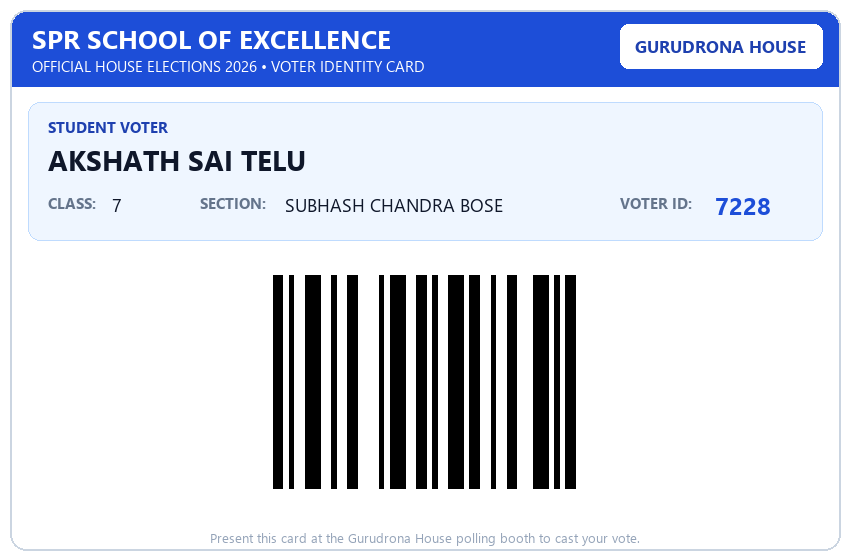 SPR SCHOOL OF EXCELLENCE
OFFICIAL HOUSE ELECTIONS 2026 • VOTER IDENTITY CARD
GURUDRONA HOUSE
STUDENT VOTER
AKSHATH SAI TELU
CLASS: 7 SECTION: SUBHASH CHANDRA BOSE VOTER ID: 7228
Present this card at the Gurudrona House polling booth to cast your vote.